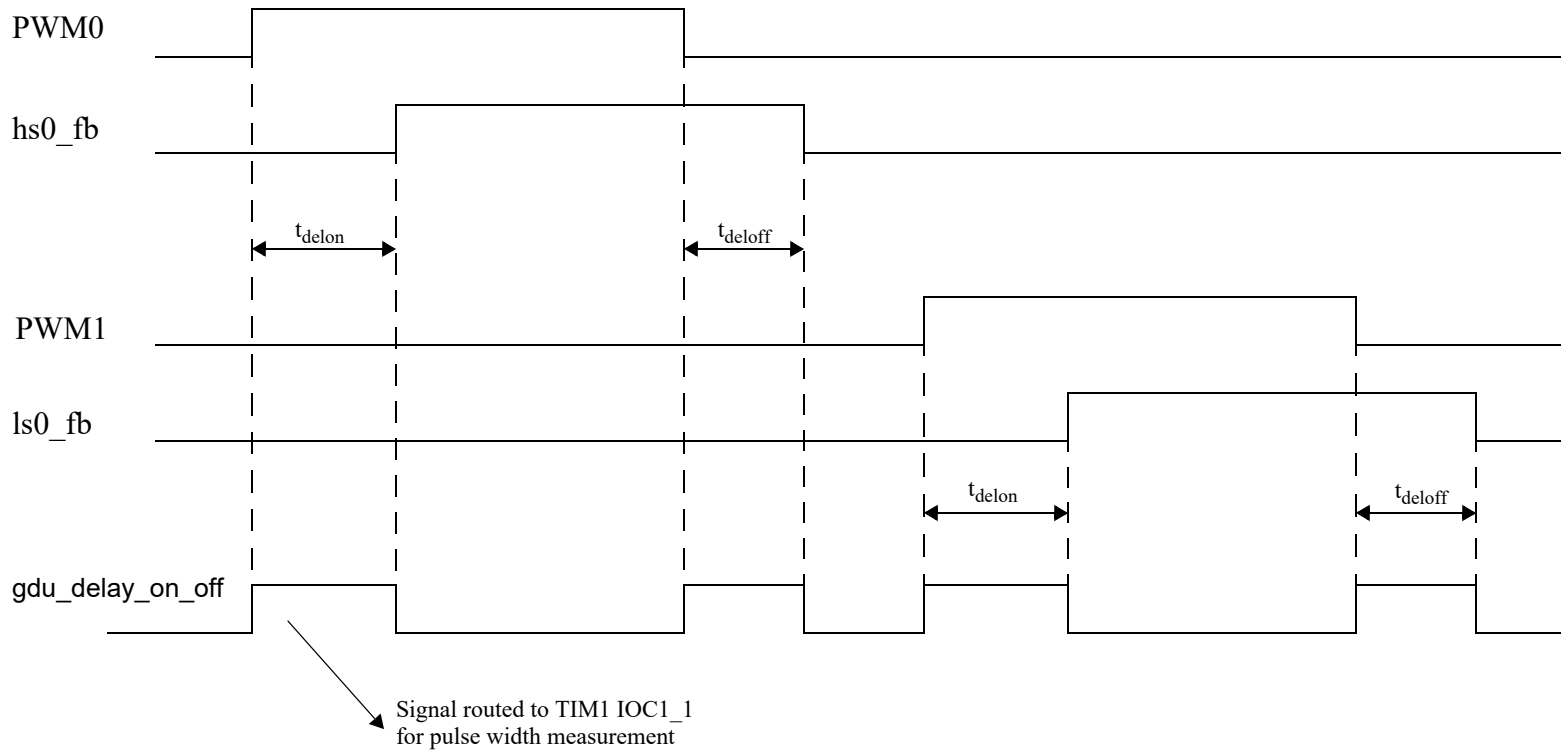 PWM0
hs0_fb
tdelon
tdeloff
PWM1
ls0_fb
tdelon
tdeloff
gdu_delay_on_off
Signal routed to TIM1 IOC1_1
for pulse width measurement